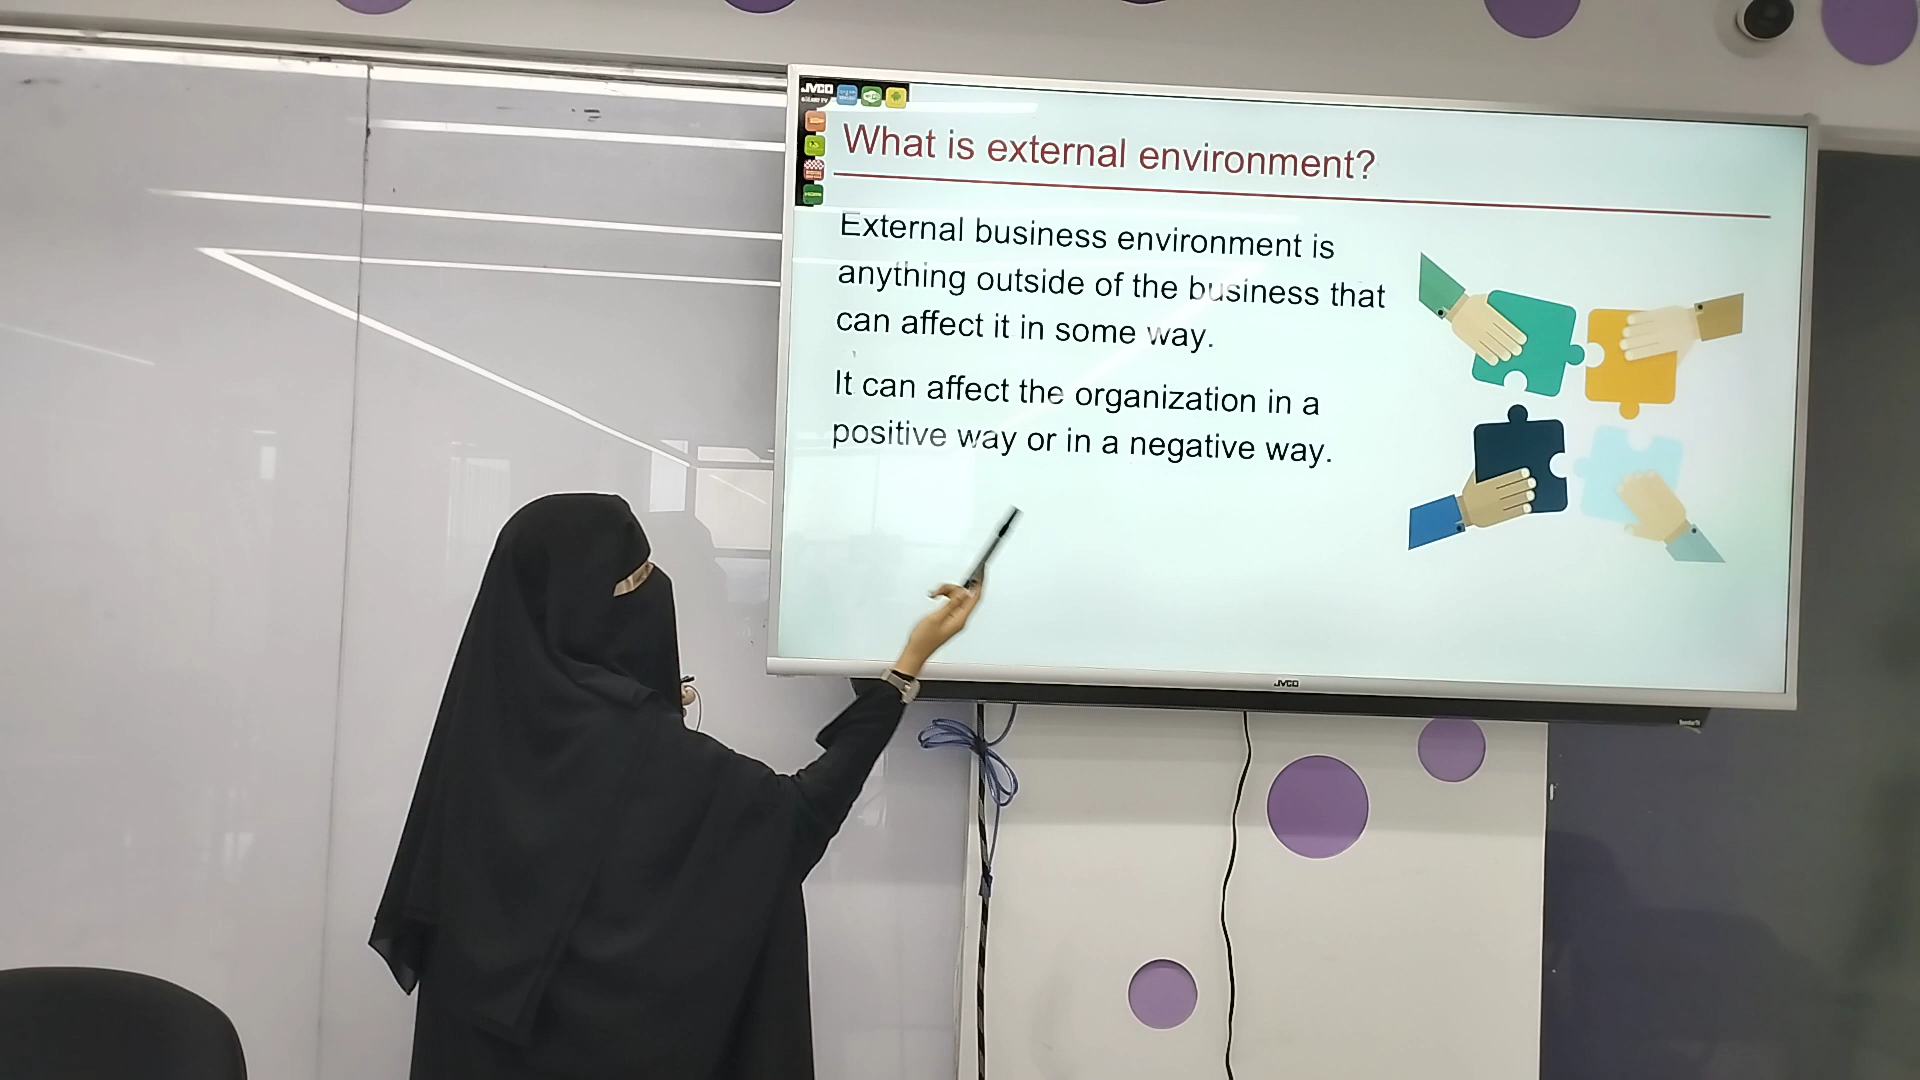 JVCO
What is external environment?
External business environment is
anything outside of the business that
can affect it in some way.
It can affect the organization in a
positive way or in a negative way.
JVCO